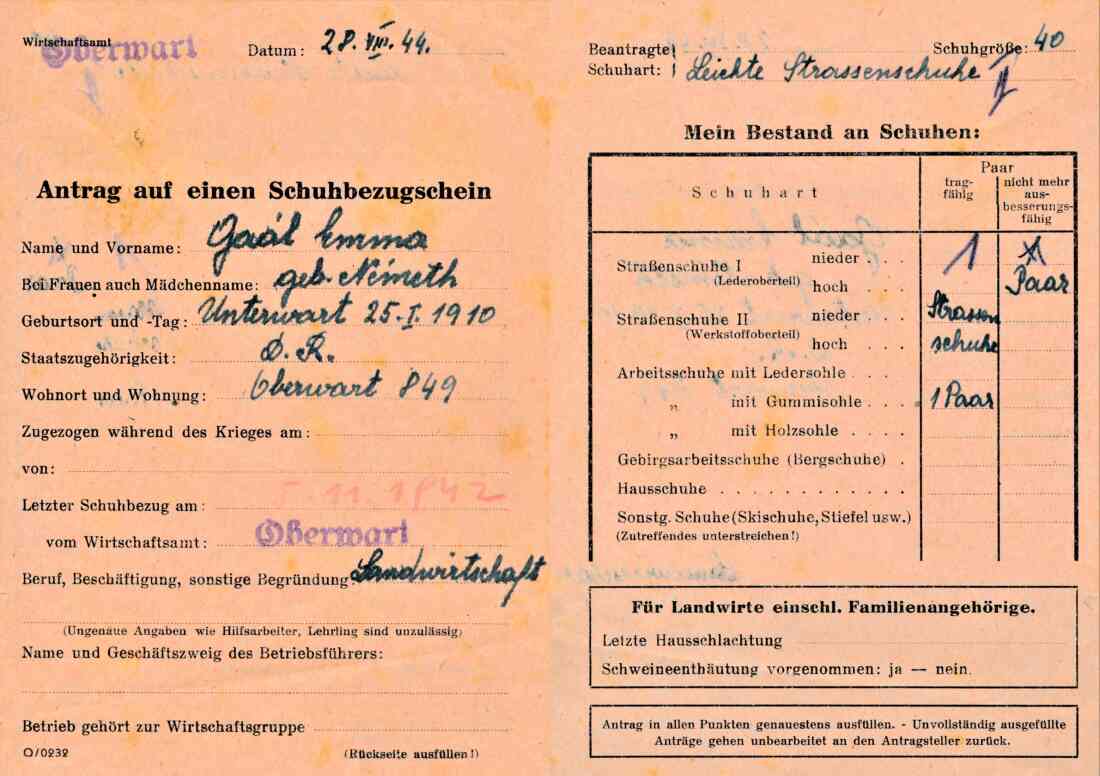 Wirtschaftsamt
Oberwart
Datum: 28. VIII. 44.
Antrag auf einen Schuhbezugschein
Name und Vorname: Gaál Emma
Bei Frauen auch Mädchenname: geb. Németh
Geburtsort und -Tag: Unterwart 25. I. 1910
Staatszugehörigkeit: D. R.
Wohnort und Wohnung: Oberwart 849
Zugezogen während des Krieges am:
von:
Letzter Schuhbezug am: 5. 11. 1942
vom Wirtschaftsamt: Oberwart
Beruf, Beschäftigung, sonstige Begründung Landwirtschaft
(Ungenaue Angaben wie Hilfsarbeiter, Lehrling sind unzulässig)
Name und Geschäftszweig des Betriebsführers:
Betrieb gehört zur Wirtschaftsgruppe
Q/0232 (Rückseite ausfüllen!)
Beantragte Schuhgröße: 40
Schuhart: Leichte Strassenschuhe
Mein Bestand an Schuhen:
Schuhart
Paar
tragfähig
nicht mehr ausbesserungsfähig
Straßenschuhe I nieder . . . 1
(Lederoberteil) hoch . . . Paar
Straßenschuhe II nieder . . . Strassen
(Werkstoffoberteil) hoch . . . schuhe
Arbeitsschuhe mit Ledersohle . . .
„ mit Gummisohle . . . 1 Paar
„ mit Holzsohle . . . .
Gebirgsarbeitsschuhe (Bergschuhe) .
Hausschuhe . . . . . . . . . . .
Sonstg. Schuhe (Skischuhe, Stiefel usw.)
(Zutreffendes unterstreichen!)
Für Landwirte einschl. Familienangehörige.
Letzte Hausschlachtung
Schweineenthäutung vorgenommen: ja — nein.
Antrag in allen Punkten genauestens ausfüllen. - Unvollständig ausgefüllte
Anträge gehen unbearbeitet an den Antragsteller zurück.